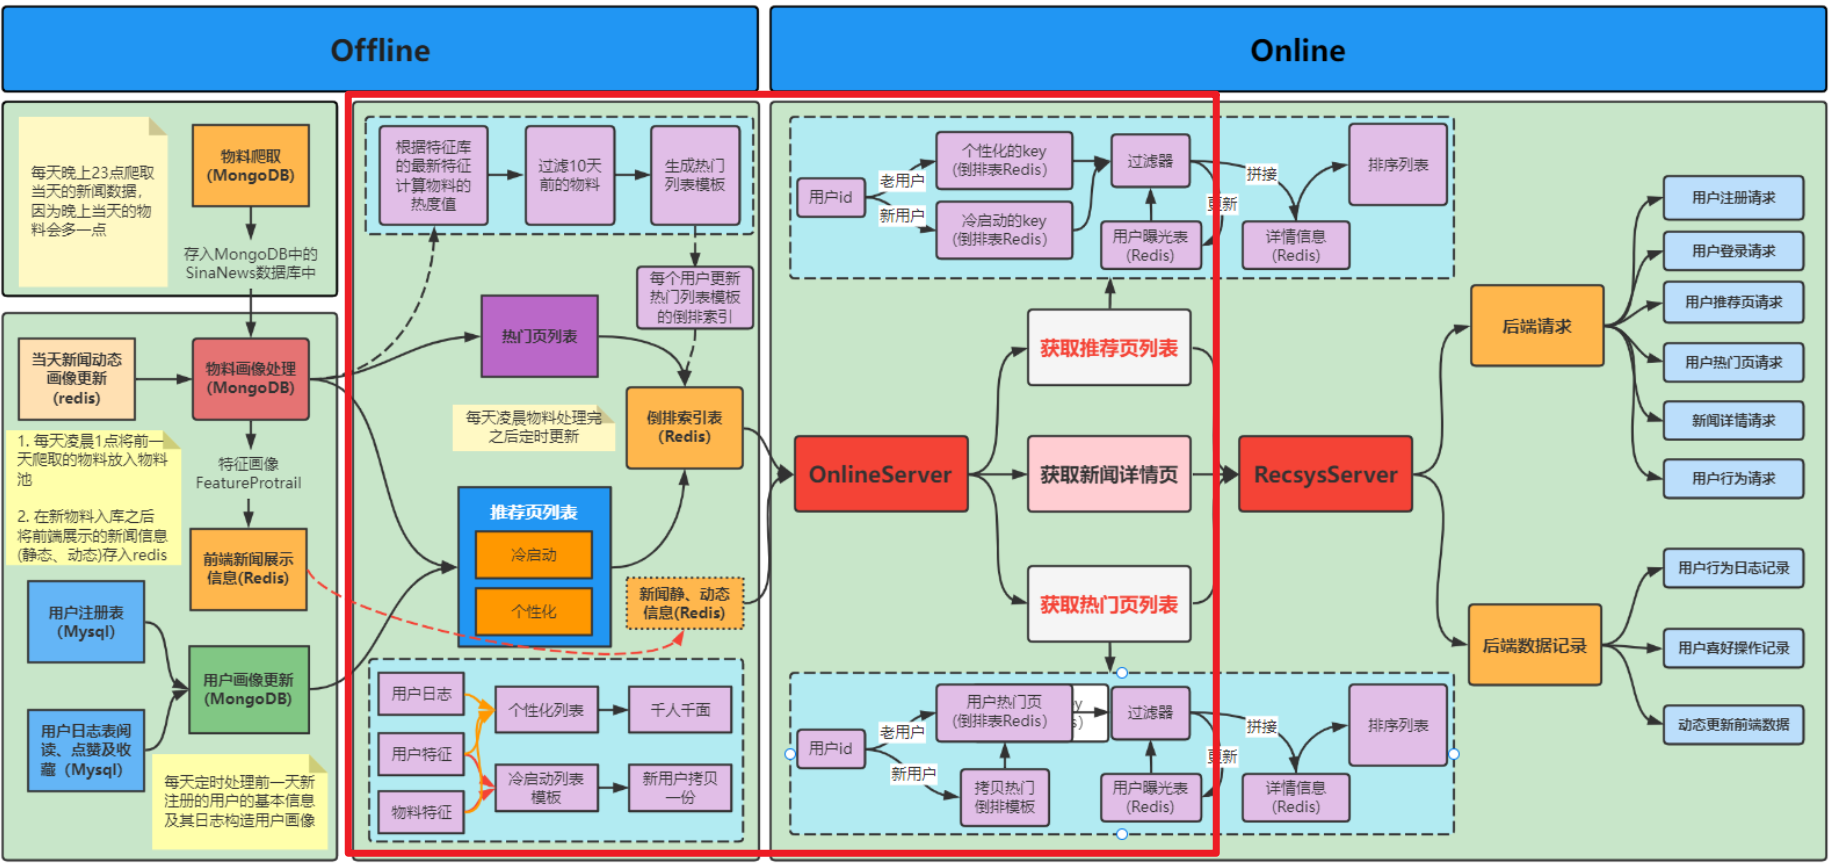 Offline
Online
每天晚上23点爬取
当天的新闻数据,
因为晚上当天的物
料会多一点
物料爬取
(MongoDB)
存入MongoDB中的
SinaNews数据库中
当天新闻动态
画像更新
(redis)
物料画像处理
(MongoDB)
1. 每天凌晨1点将前一
天爬取的物料放入物料
池
2. 在新物料入库之后
将前端展示的新闻信息
(静态、动态)存入redis
特征画像
FeatureProtrail
前端新闻展示
信息(Redis)
用户注册表
(Mysql)
用户画像更新
(MongoDB)
用户日志表阅
读、点赞及收
藏 (Mysql)
每天定时处理前一天新
注册的用户的基本信息
及其日志构造用户画像
根据特征库
的最新特征
计算物料的
热度值
过滤10天
前的物料
生成热门
列表模板
每个用户更新
热门列表模板
的倒排索引
热门页列表
每天凌晨物料处理完
之后定时更新
倒排索引表
(Redis)
推荐页列表
冷启动
个性化
新闻静、动态
信息(Redis)
用户日志
用户特征
物料特征
个性化列表
千人千面
冷启动列表
模板
新用户拷贝
一份
用户id
老用户
新用户
个性化的key
(倒排表Redis)
冷启动的key
(倒排表Redis)
过滤器
用户曝光表
(Redis)
更新
拼接
详情信息
(Redis)
排序列表
获取推荐页列表
OnlineServer
获取新闻详情页
获取热门页列表
RecsysServer
用户id
老用户
新用户
用户热门页
(倒排表Redis)
拷贝热门
倒排模板
过滤器
用户曝光表
(Redis)
更新
拼接
详情信息
(Redis)
排序列表
后端请求
用户注册请求
用户登录请求
用户推荐页请求
用户热门页请求
新闻详情请求
用户行为请求
后端数据记录
用户行为日志记录
用户喜好操作记录
动态更新前端数据